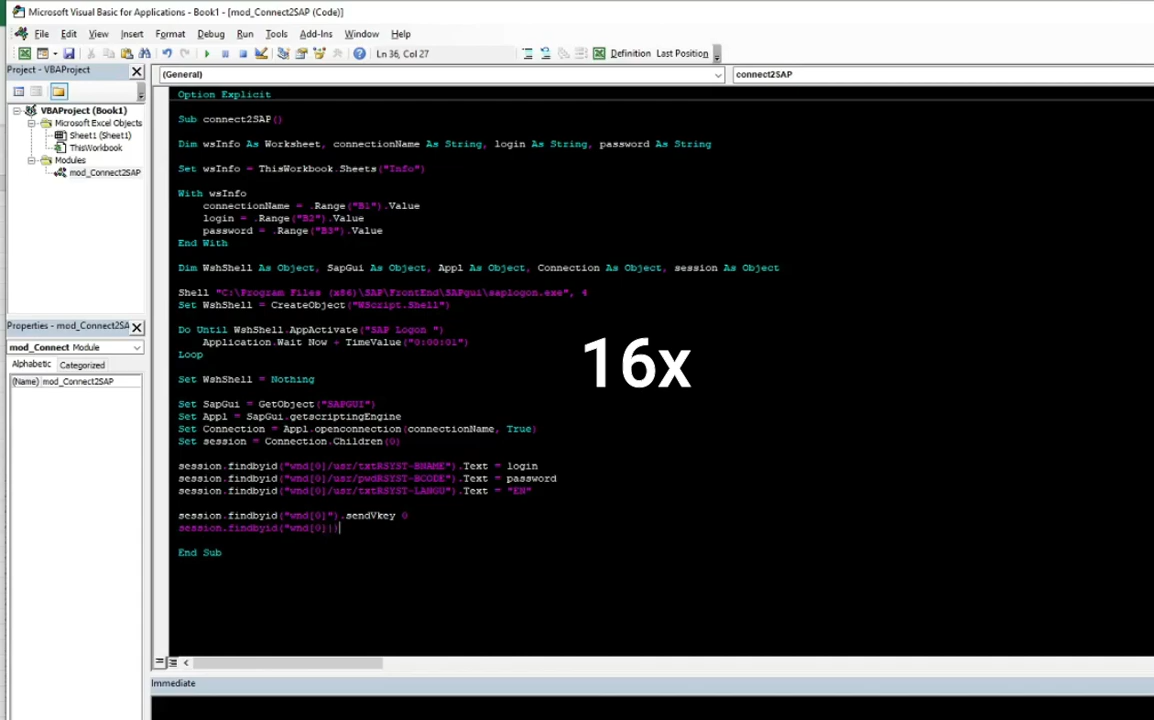 Microsoft Visual Basic for Applications - Book1 - [mod_Connect2SAP (Code)]
File Edit View Insert Format Debug Run Tools Add-Ins Window Help
Ln 36, Col 27
Definition Last Position
Project - VBAProject
(General)
connect2SAP
VBAProject (Book1)
Microsoft Excel Objects
Sheet1 (Sheet1)
ThisWorkbook
Modules
mod_Connect2SAP
Properties - mod_Connect2SA
mod_Connect Module
Alphabetic Categorized
(Name) mod_Connect2SAP
Option Explicit
Sub connect2SAP()
Dim wsInfo As Worksheet, connectionName As String, login As String, password As String
Set wsInfo = ThisWorkbook.Sheets("Info")
With wsInfo
connectionName = .Range("B1").Value
login = .Range("B2").Value
password = .Range("B3").Value
End With
Dim WshShell As Object, SapGui As Object, Appl As Object, Connection As Object, session As Object
Shell "C:\Program Files (x86)\SAP\FrontEnd\SAPgui\saplogon.exe", 4
Set WshShell = CreateObject("WScript.Shell")
Do Until WshShell.AppActivate("SAP Logon ")
Application.Wait Now + TimeValue("0:00:01")
Loop
Set WshShell = Nothing
Set SapGui = GetObject("SAPGUI")
Set Appl = SapGui.getscriptingEngine
Set Connection = Appl.openconnection(connectionName, True)
Set session = Connection.Children(0)
session.findbyid("wnd[0]/usr/txtRSYST-BNAME").Text = login
session.findbyid("wnd[0]/usr/pwdRSYST-BCODE").Text = password
session.findbyid("wnd[0]/usr/txtRSYST-LANGU").Text = "EN"
session.findbyid("wnd[0]").sendVkey 0
session.findbyid("wnd[0]))
End Sub
16x
Immediate